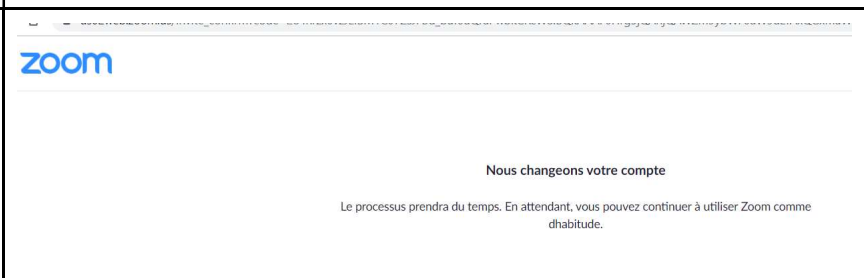 zoom
Nous changeons votre compte
Le processus prendra du temps. En attendant, vous pouvez continuer à utiliser Zoom comme
dhabitude.